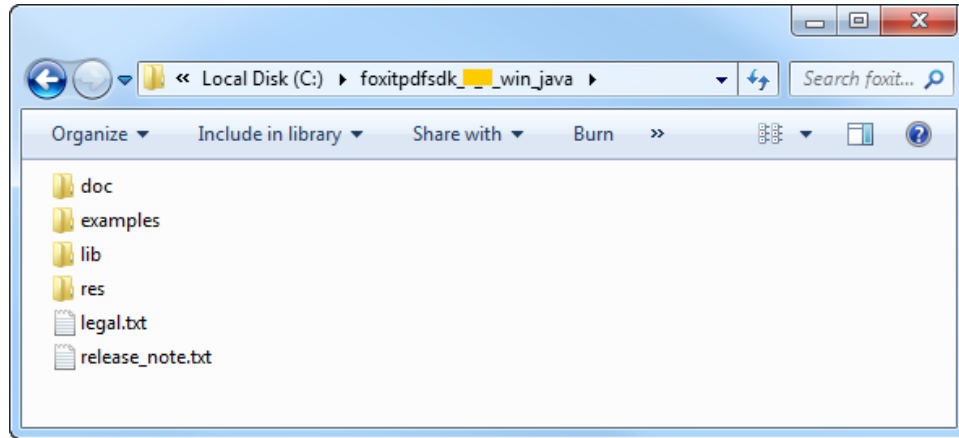 « Local Disk (C:) ▸ foxitpdfsdk_ _ _win_java ▸ Search foxit...
Organize Include in library Share with Burn »
doc
examples
lib
res
legal.txt
release_note.txt